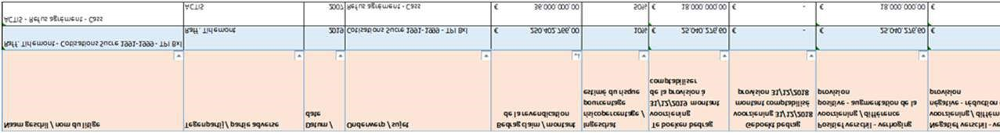 Naam geschil / nom du litige
Tegenpartij / partie adverse
Datum /
date
Onderwerp / sujet
Bedrag claim / montant
de la revendication
Ingeschat
risicopercentage /
pourcentage
estimé du risque
Te boeken bedrag
voorziening
31/12/2019 montant
de la provision à
comptabiliser
Geboekt bedrag
voorziening 31/12/2018
montant comptabilisé
provision 31/12/2018
Positief verschil - verhoging
voorziening / différence
positive - augmentation de la
provision
Negatief verschil - ve
voorziening / différen
négative - réduction
provision
Raff. Tirlemont - Cotisations Sucre 1991-1999 - TPI Bxl Raff. Tirlemont 2019 Cotisations Sucre 1991-1999 - TPI Bxl € 250.402.766,00 10% € 25.040.276,60 € - € 25.040.276,60 €
ACTIS - Refus agrément - Cass ACTIS 2007 Refus agrément - Cass € 36.000.000,00 50% € 18.000.000,00 € - € 18.000.000,00 €